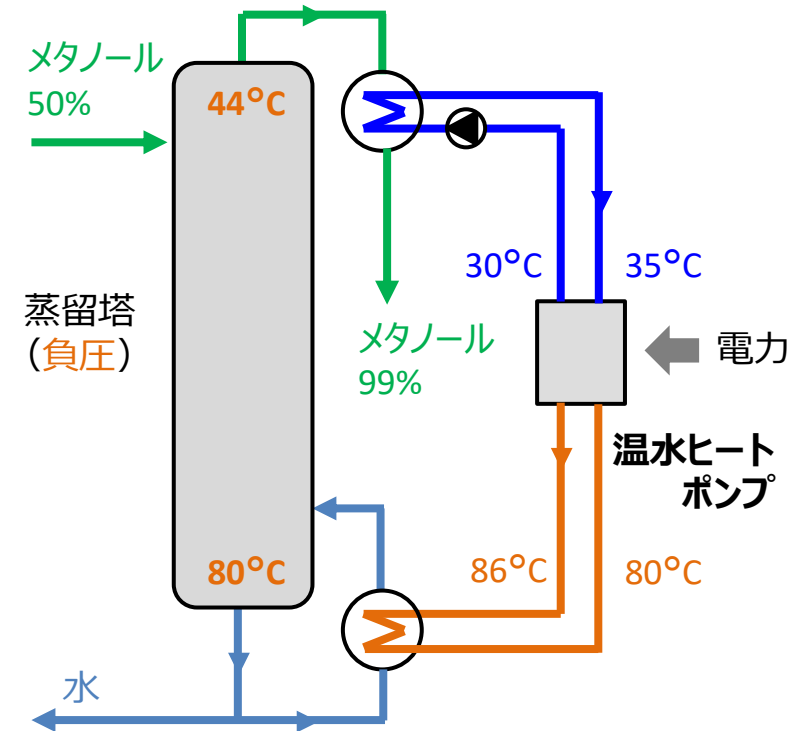 メタノール
50%
44°C
30°C
35°C
蒸留塔
(負圧)
メタノール
99%
電力
温水ヒート
ポンプ
80°C
86°C
80°C
水